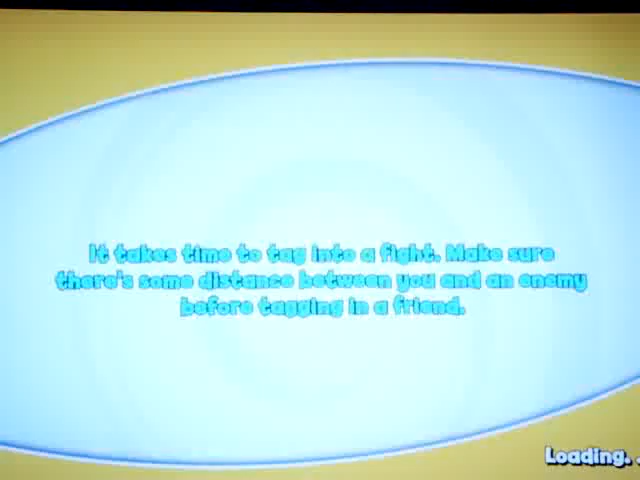 It takes time to tag into a fight. Make sure
there's some distance between you and an enemy
before tagging in a friend.
Loading. .